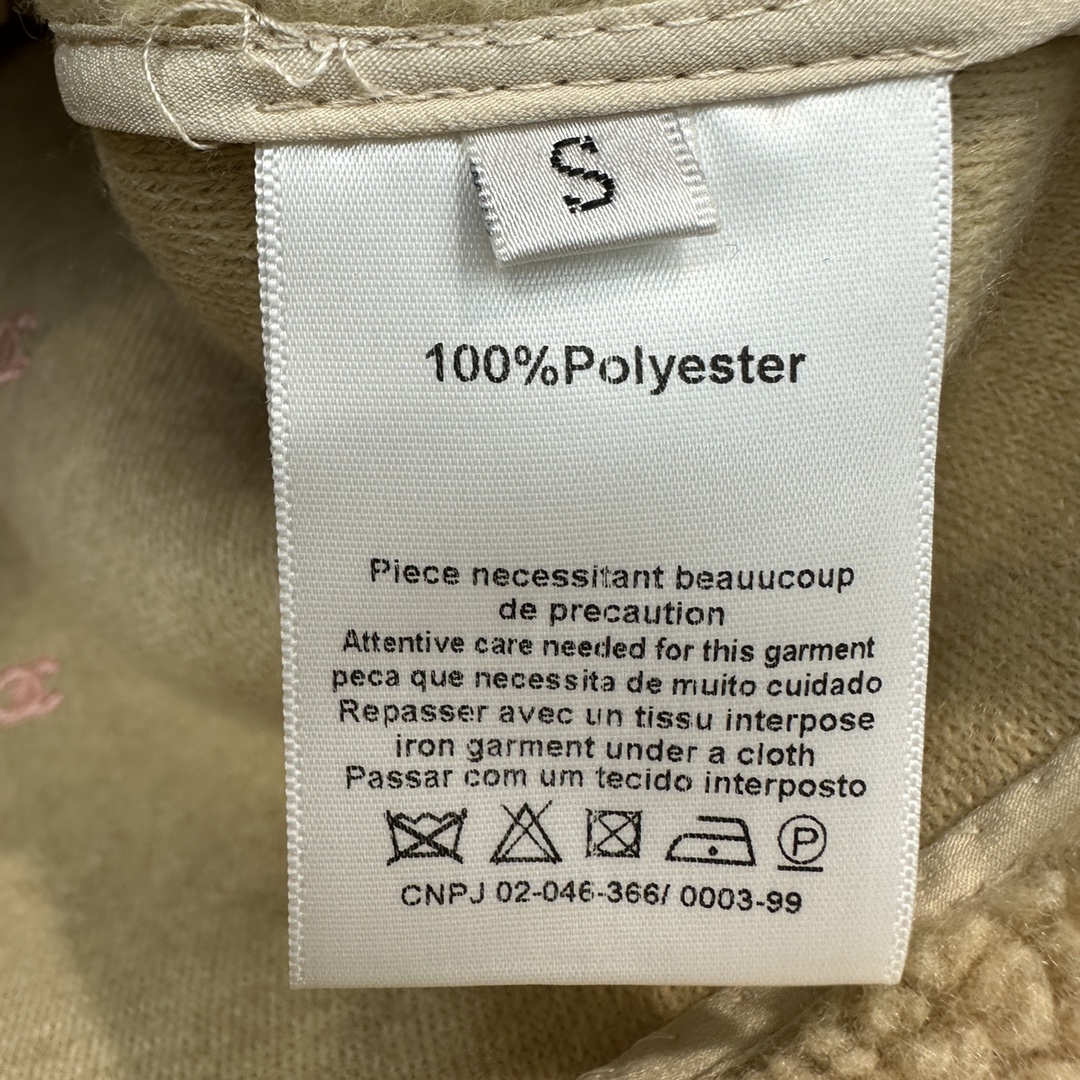 S
100%Polyester
Piece necessitant beauucoup
de precaution
Attentive care needed for this garment
peca que necessita de muito cuidado
Repasser avec un tissu interpose
iron garment under a cloth
Passar com um tecido interposto
P
CNPJ 02-046-366/ 0003-99